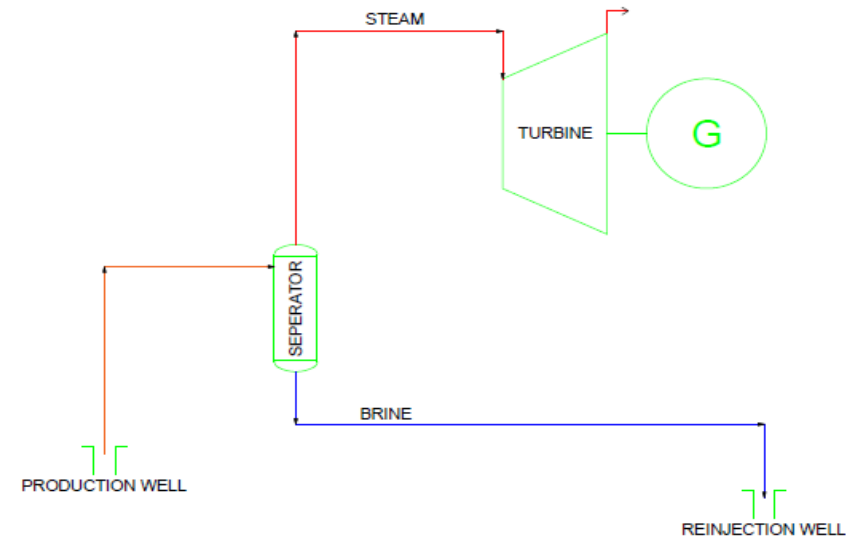 STEAM
TURBINE
G
SEPERATOR
BRINE
PRODUCTION WELL
REINJECTION WELL